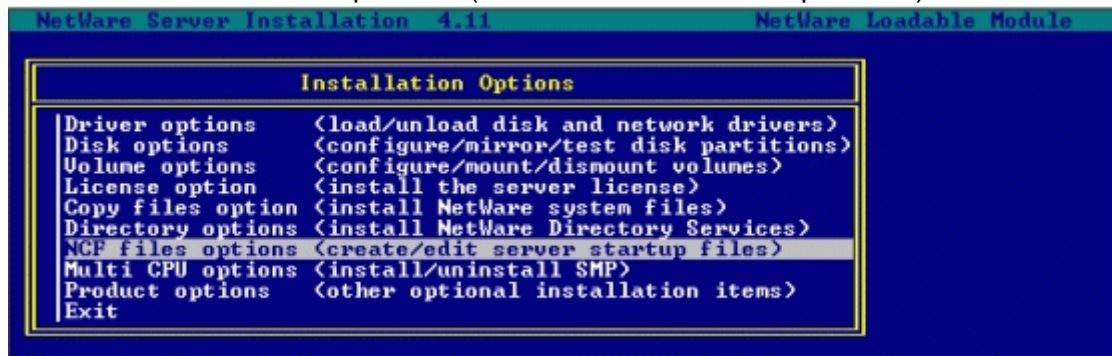 NetWare Server Installation 4.11 NetWare Loadable Module
Installation Options
Driver options (load/unload disk and network drivers)
Disk options (configure/mirror/test disk partitions)
Volume options (configure/mount/dismount volumes)
License option (install the server license)
Copy files option (install NetWare system files)
Directory options (install NetWare Directory Services)
NCF files options (create/edit server startup files)
Multi CPU options (install/uninstall SMP)
Product options (other optional installation items)
Exit